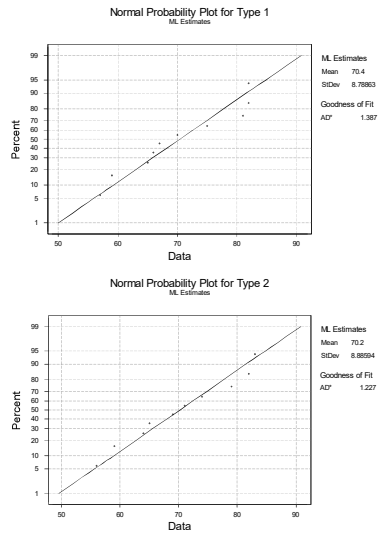 Normal Probability Plot for Type 1
ML Estimates
99
95
90
80
70
60
50
40
30
20
10
5
1
Percent
50 60 70 80 90
Data
ML Estimates
Mean 70.4
StDev 8.78863
Goodness of Fit
AD* 1.387
Normal Probability Plot for Type 2
ML Estimates
99
95
90
80
70
60
50
40
30
20
10
5
1
Percent
50 60 70 80 90
Data
ML Estimates
Mean 70.2
StDev 8.88594
Goodness of Fit
AD* 1.227